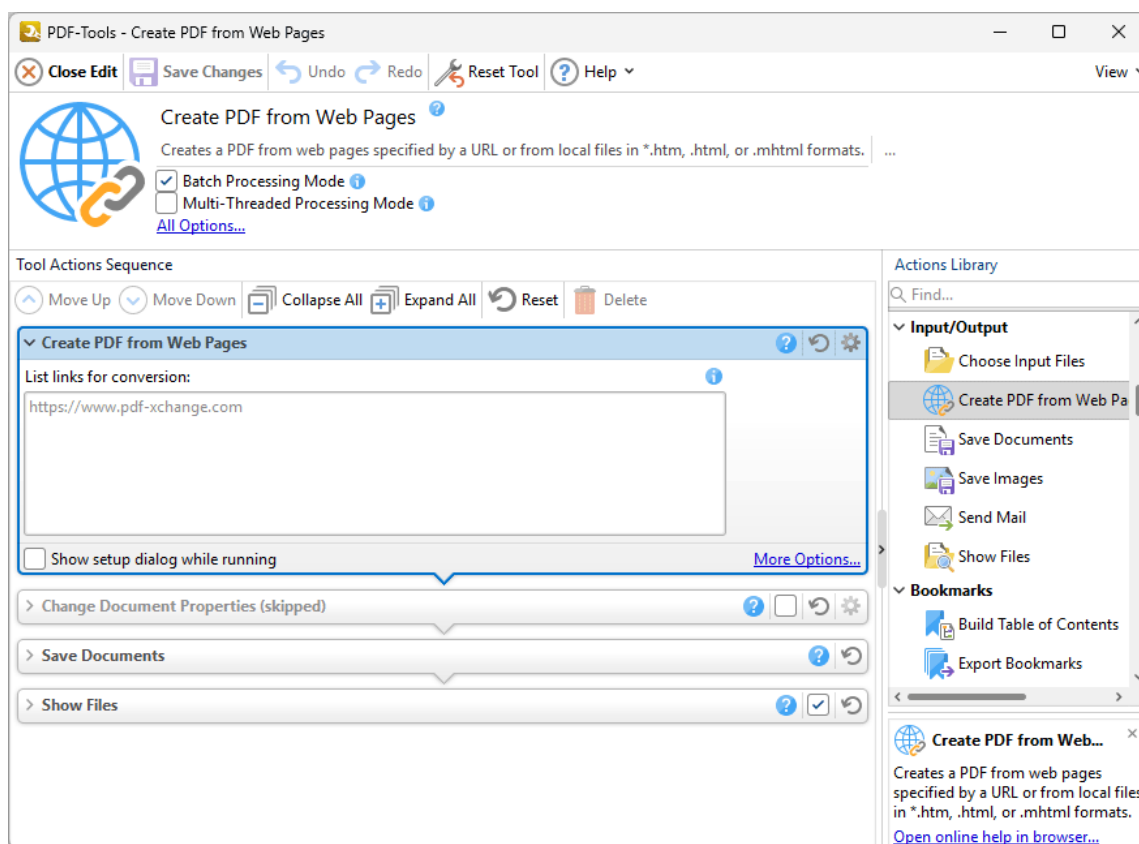 PDF-Tools - Create PDF from Web Pages
Close Edit Save Changes Undo Redo Reset Tool Help View
Create PDF from Web Pages
Creates a PDF from web pages specified by a URL or from local files in *.htm, .html, or .mhtml formats. ...
Batch Processing Mode
Multi-Threaded Processing Mode
All Options...
Tool Actions Sequence
Move Up Move Down Collapse All Expand All Reset Delete
Create PDF from Web Pages
List links for conversion:
https://www.pdf-xchange.com
Show setup dialog while running More Options...
Change Document Properties (skipped)
Save Documents
Show Files
Actions Library
Find...
Input/Output
Choose Input Files
Create PDF from Web Pa
Save Documents
Save Images
Send Mail
Show Files
Bookmarks
Build Table of Contents
Export Bookmarks
Create PDF from Web...
Creates a PDF from web pages
specified by a URL or from local files
in *.htm, .html, or .mhtml formats.
Open online help in browser...